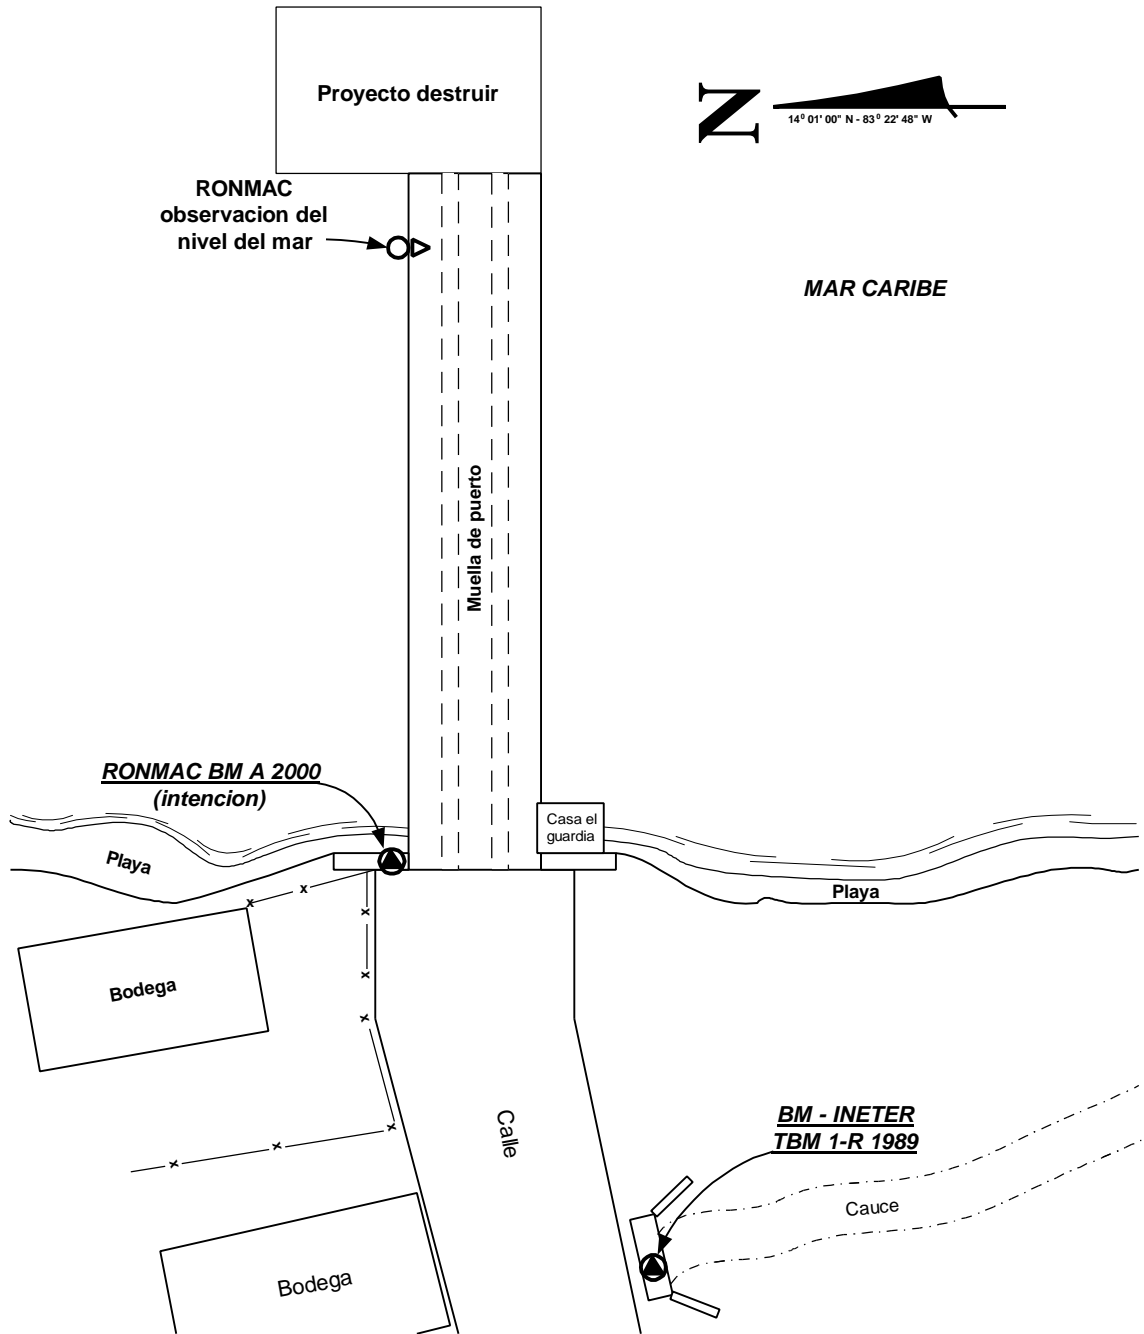 Proyecto destruir
N
14⁰ 01' 00" N - 83⁰ 22' 48" W
RONMAC
observacion del
nivel del mar
MAR CARIBE
Muella de puerto
RONMAC BM A 2000
(intencion)
Casa el
guardia
Playa
Playa
Bodega
Calle
BM - INETER
TBM 1-R 1989
Cauce
Bodega